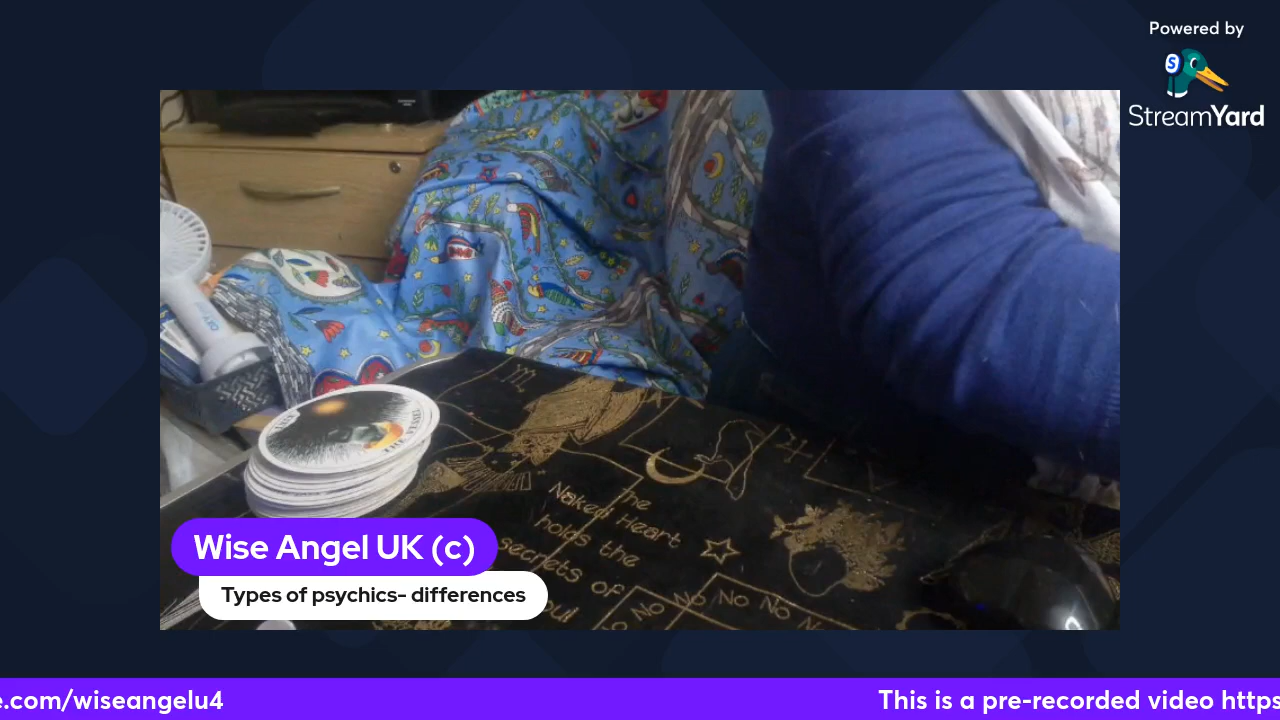 Powered by
StreamYard
The
Naked Heart
holds the
secrets of
oul
NO NO NO NO N
Wise Angel UK (c)
Types of psychics- differences
e.com/wiseangelu4
This is a pre-recorded video https